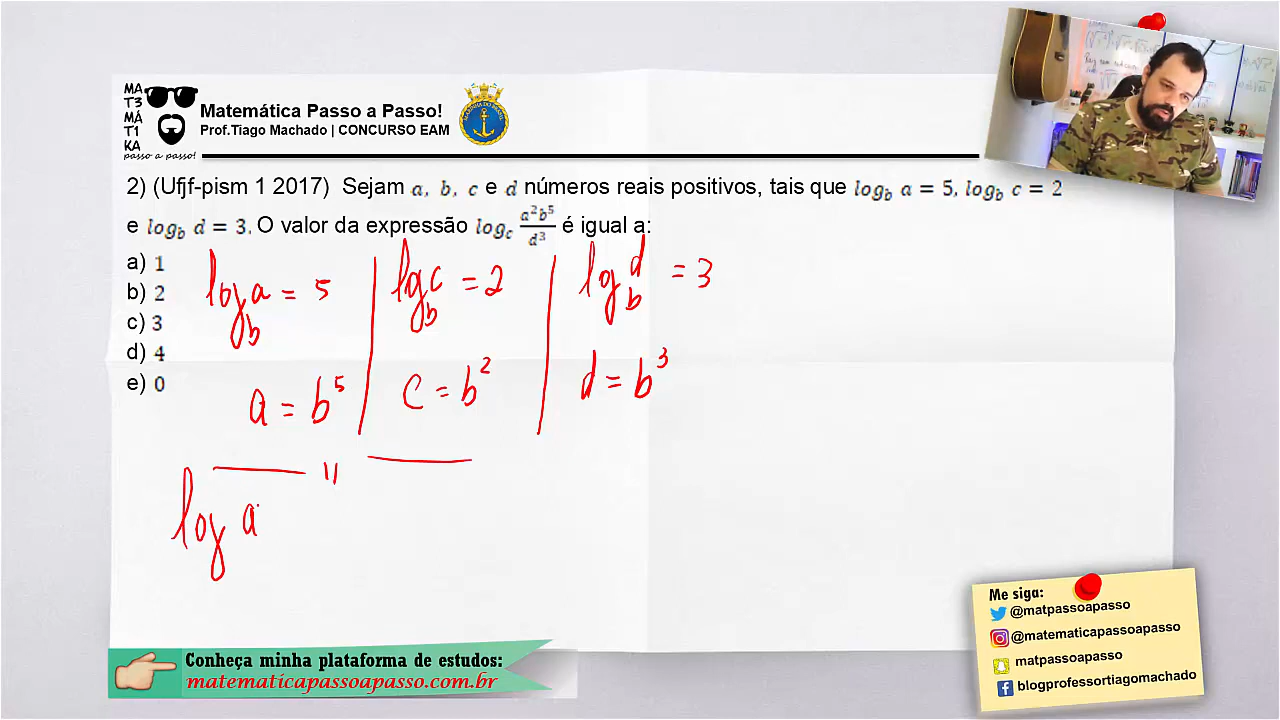 MA
T3
MÁ
T1
KA
passo a passo!
Matemática Passo a Passo!
Prof.Tiago Machado | CONCURSO EAM
MARINHA DO BRASIL
2) (Ufjf-pism 1 2017) Sejam a, b, c e d números reais positivos, tais que log_b a = 5, log_b c = 2
e log_b d = 3. O valor da expressão log_c a²b⁵/d³ é igual a:
a) 1
b) 2
c) 3
d) 4
e) 0
log_b a = 5
log_b c = 2
log_b d = 3
a = b⁵
c = b²
d = b³
log a
Me siga:
@matpassoapasso
@matematicapassoapasso
matpassoapasso
blogprofessortiagomachado
Conheça minha plataforma de estudos:
matematicapassoapasso.com.br